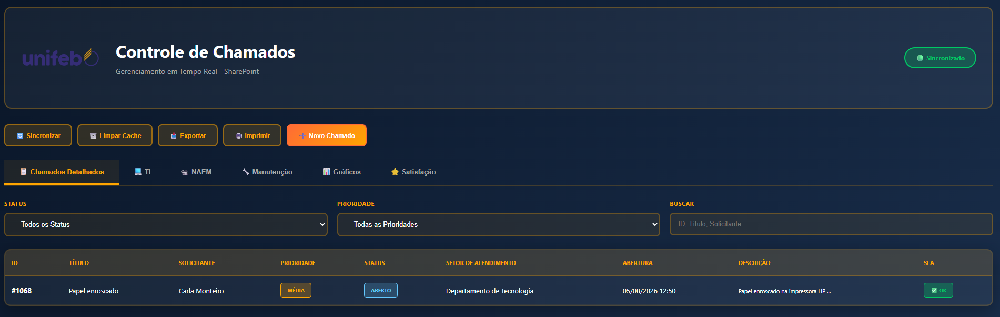 unifeb
Controle de Chamados
Gerenciamento em Tempo Real - SharePoint
Sincronizado
Sincronizar
Limpar Cache
Exportar
Imprimir
Novo Chamado
Chamados Detalhados
TI
NAEM
Manutenção
Gráficos
Satisfação
STATUS
PRIORIDADE
BUSCAR
-- Todos os Status --
-- Todas as Prioridades --
ID, Título, Solicitante...
ID TÍTULO SOLICITANTE PRIORIDADE STATUS SETOR DE ATENDIMENTO ABERTURA DESCRIÇÃO SLA
#1068 Papel enroscado Carla Monteiro MÉDIA ABERTO Departamento de Tecnologia 05/08/2026 12:50 Papel enroscado na impressora HP ... OK